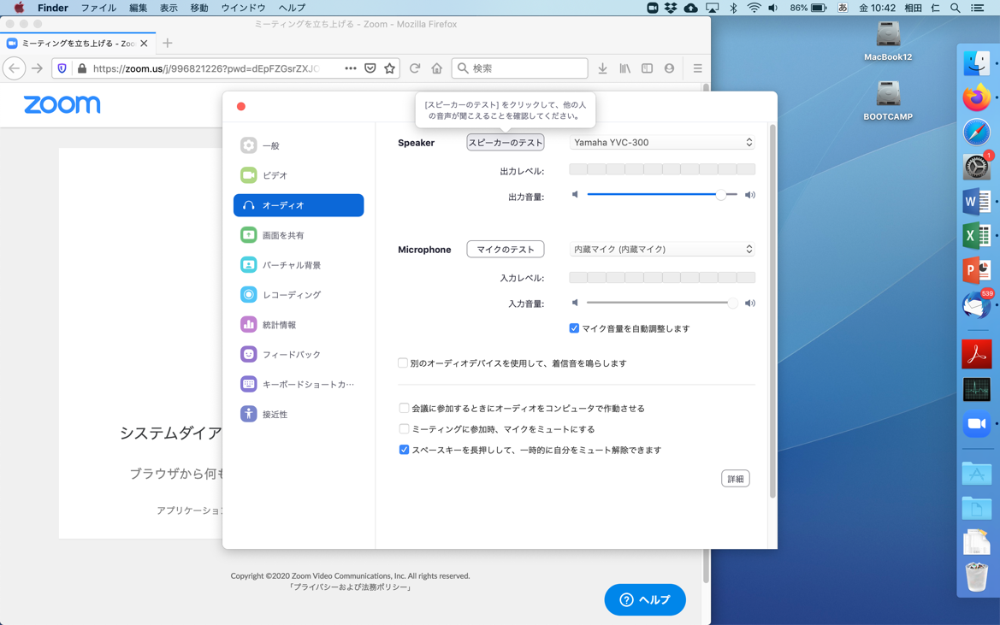 Finder ファイル 編集 表示 移動 ウインドウ ヘルプ 86% あ 金 10:42 相田 仁
ミーティングを立ち上げる - Zoom - Mozilla Firefox
ミーティングを立ち上げる - Zoo
https://zoom.us/j/996821226?pwd=dEpFZGsrZXJC
検索
zoom
MacBook12
BOOTCAMP
[スピーカーのテスト] をクリックして、他の人
の音声が聞こえることを確認してください。
一般
ビデオ
オーディオ
画面を共有
バーチャル背景
レコーディング
統計情報
フィードバック
キーボードショートカ…
接近性
Speaker スピーカーのテスト Yamaha YVC-300
出力レベル:
出力音量:
Microphone マイクのテスト 内蔵マイク (内蔵マイク)
入力レベル:
入力音量:
マイク音量を自動調整します
別のオーディオデバイスを使用して、着信音を鳴らします
会議に参加するときにオーディオをコンピュータで作動させる
ミーティングに参加時、マイクをミュートにする
スペースキーを長押しして、一時的に自分をミュート解除できます
詳細
システムダイア
ブラウザから何も
アプリケーショ
Copyright ©2020 Zoom Video Communications, Inc. All rights reserved.
「プライバシーおよび法務ポリシー」
ヘルプ
1
W
X
P
539